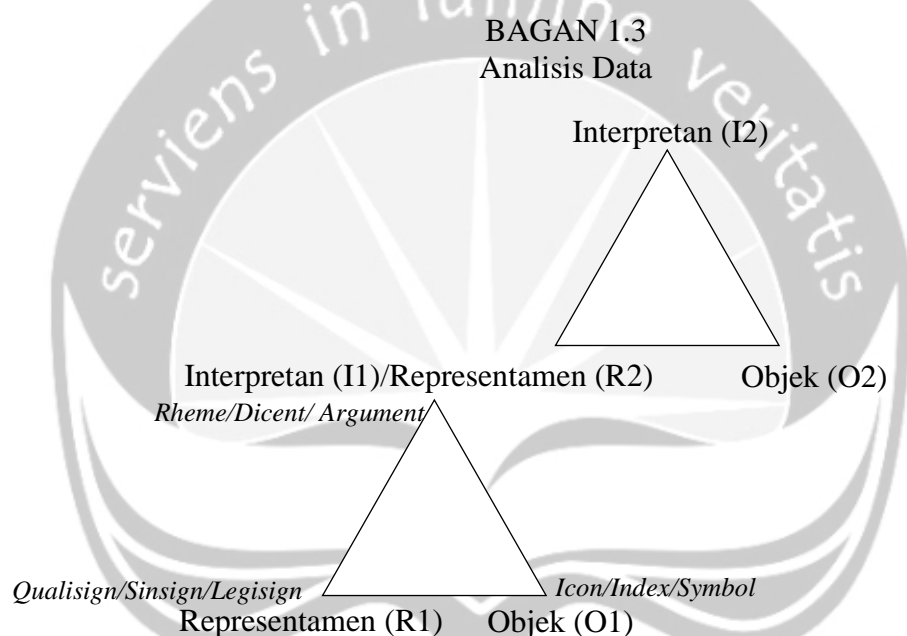 serviens in lumine veritatis
BAGAN 1.3
Analisis Data
Interpretan (I2)
Interpretan (I1)/Representamen (R2)
Objek (O2)
Rheme/Dicent/ Argument
Qualisign/Sinsign/Legisign
Icon/Index/Symbol
Representamen (R1)
Objek (O1)